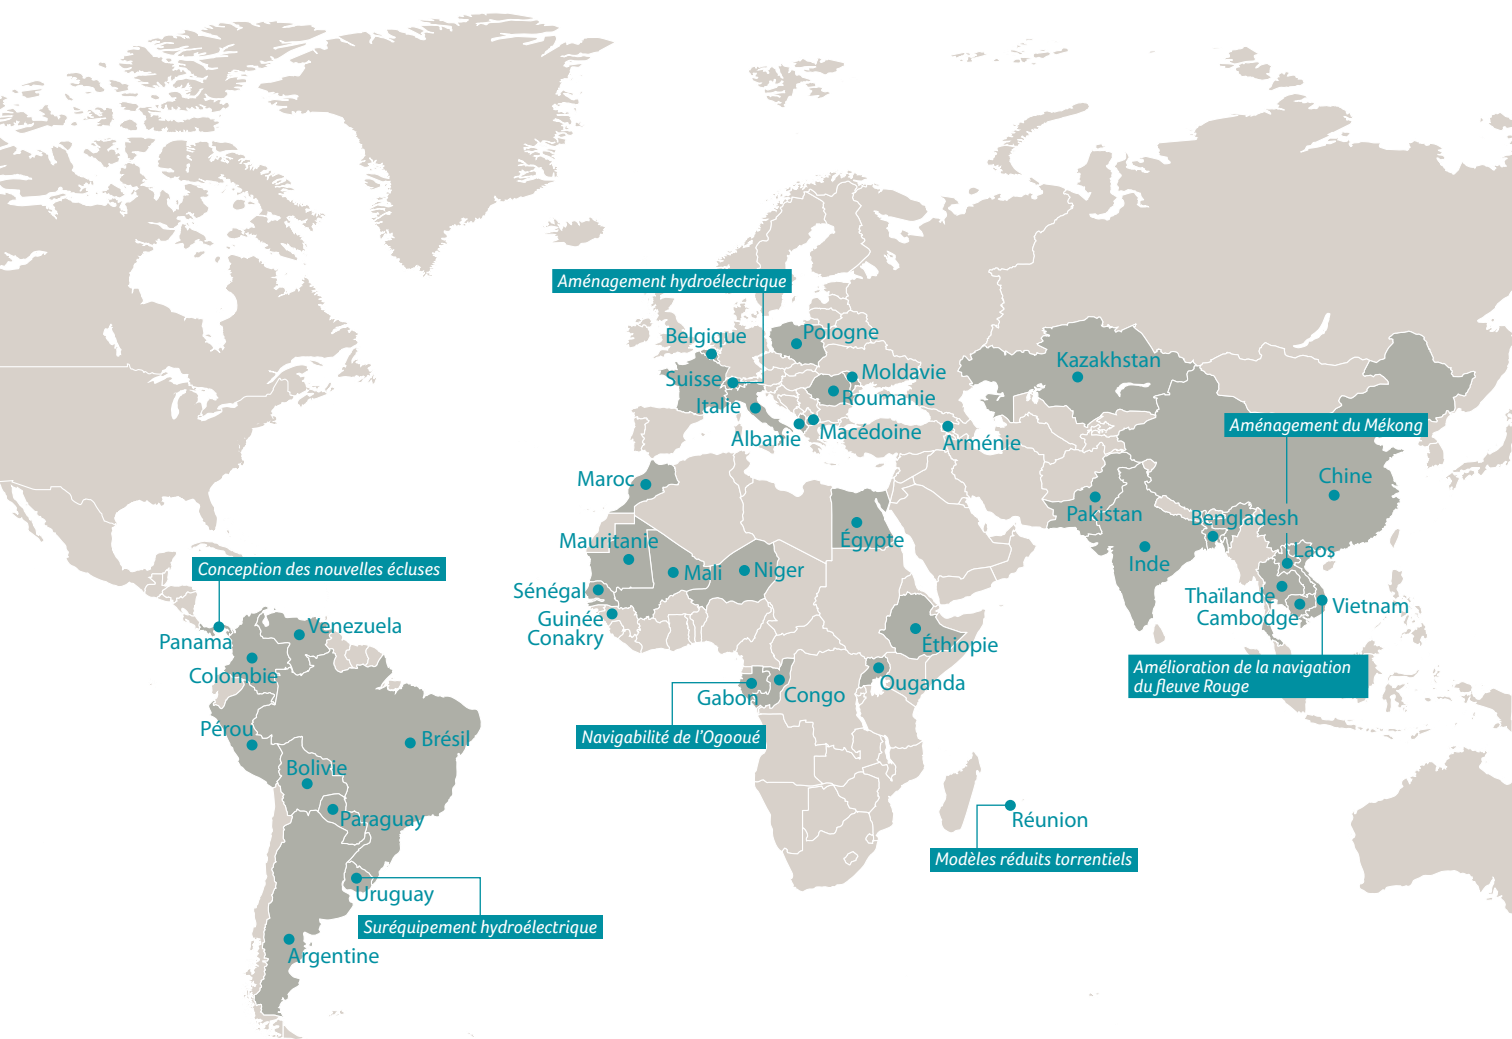 Aménagement hydroélectrique
Belgique
Pologne
Suisse
Moldavie
Italie
Roumanie
Albanie
Macédoine
Arménie
Kazakhstan
Aménagement du Mékong
Chine
Maroc
Pakistan
Bengladesh
Égypte
Mauritanie
Inde
Laos
Conception des nouvelles écluses
Mali
Niger
Sénégal
Thaïlande
Guinée
Conakry
Cambodge
Vietnam
Panama
Venezuela
Éthiopie
Colombie
Amélioration de la navigation
du fleuve Rouge
Gabon
Congo
Ouganda
Pérou
Brésil
Navigabilité de l'Ogooué
Bolivie
Paraguay
Réunion
Modèles réduits torrentiels
Uruguay
Suréquipement hydroélectrique
Argentine